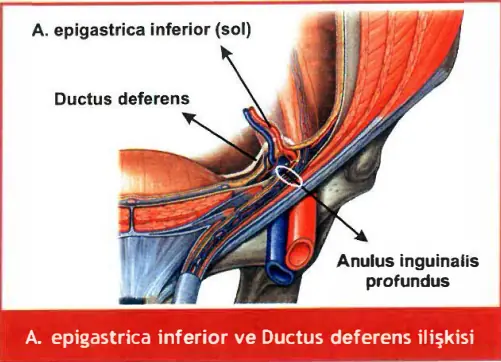 A. epigastrica inferior (sol)
Ductus deferens
Anulus inguinalis
profundus
A. epigastrica inferior ve Ductus deferens ilişkisi